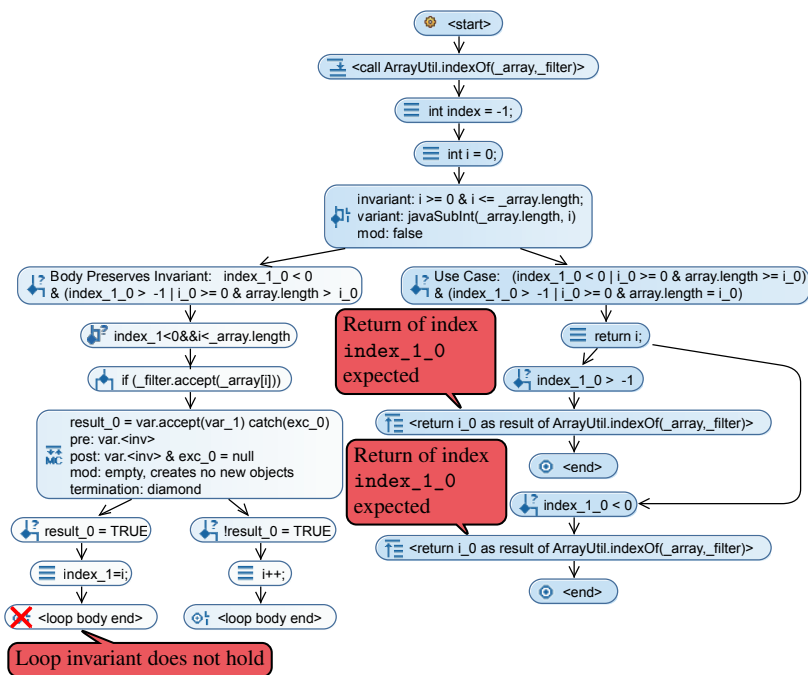 <start>
<call ArrayUtil.indexOf(_array,_filter)>
int index = -1;
int i = 0;
invariant: i >= 0 & i <= _array.length;
variant: javaSubInt(_array.length, i)
mod: false
Body Preserves Invariant: index_1_0 < 0
& (index_1_0 > -1 | i_0 >= 0 & array.length > i_0
Use Case: (index_1_0 < 0 | i_0 >= 0 & array.length >= i_0)
& (index_1_0 > -1 | i_0 >= 0 & array.length = i_0)
index_1<0&&i<_array.length
if (_filter.accept(_array[i]))
result_0 = var.accept(var_1) catch(exc_0)
pre: var.<inv>
post: var.<inv> & exc_0 = null
mod: empty, creates no new objects
termination: diamond
MC
result_0 = TRUE
!result_0 = TRUE
index_1=i;
i++;
<loop body end>
<loop body end>
Loop invariant does not hold
Return of index
index_1_0
expected
return i;
index_1_0 > -1
<return i_0 as result of ArrayUtil.indexOf(_array,_filter)>
<end>
Return of index
index_1_0
expected
index_1_0 < 0
<return i_0 as result of ArrayUtil.indexOf(_array,_filter)>
<end>